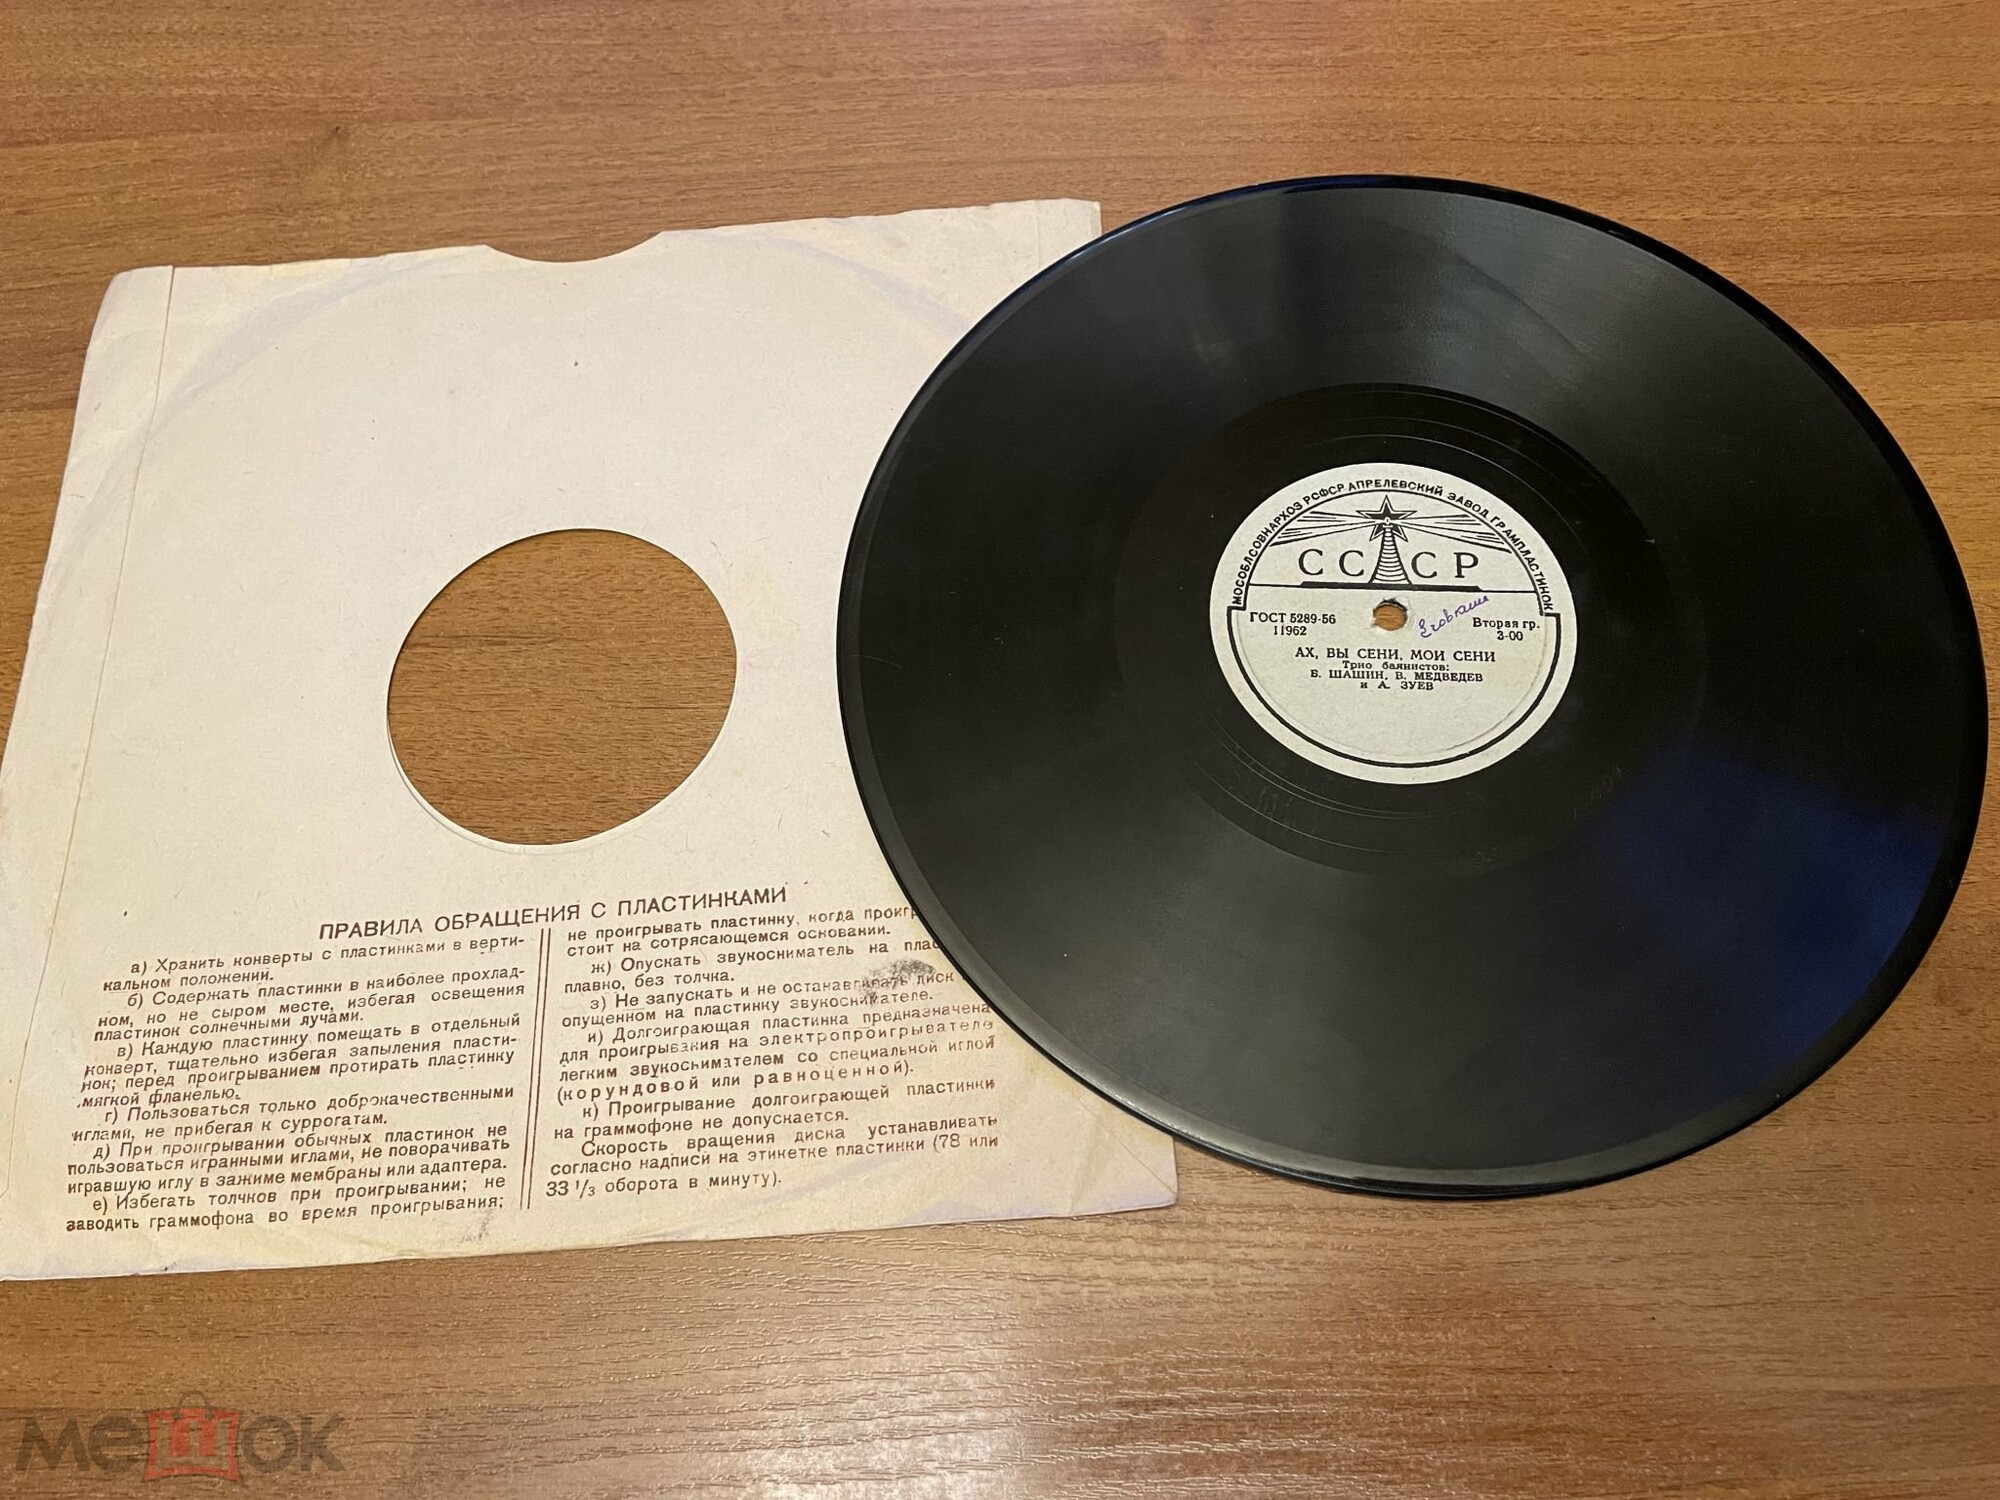 ПРАВИЛА ОБРАЩЕНИЯ С ПЛАСТИНКАМИ
а) Хранить конверты с пластинками в верти-
кальном положении.
б) Содержать пластинки в наиболее прохлад-
ном, но не сыром месте, избегая освещения
пластинок солнечными лучами.
в) Каждую пластинку помещать в отдельный
конверт, тщательно избегая запыления пласти-
нок; перед проигрыванием протирать пластинку
мягкой фланелью.
г) Пользоваться только доброкачественными
иглами, не прибегая к суррогатам.
д) При проигрывании обычных пластинок не
пользоваться игранными иглами, не поворачивать
игравшую иглу в зажиме мембраны или адаптера.
е) Избегать толчков при проигрывании; не
заводить граммофона во время проигрывания;
не проигрывать пластинку, когда проигр
стоит на сотрясающемся основании.
ж) Опускать звукосниматель на плас
плавно, без толчка.
з) Не запускать и не останавливать диск
опущенном на пластинку звукоснимателе.
и) Долгоиграющая пластинка предназначена
для проигрывания на электропроигрывателе
легким звукоснимателем со специальной иглой
(корундовой или равноценной).
к) Проигрывание долгоиграющей пластинки
на граммофоне не допускается.
Скорость вращения диска устанавливать
согласно надписи на этикетке пластинки (78 или
33 1/3 оборота в минуту).
МОСОБЛСОВНАРХОЗ РСФСР АПРЕЛЕВСКИЙ ЗАВОД ГРАМПЛАСТИНОК
СССР
ГОСТ 5289-56
11962
Вторая гр.
3-00
АХ, ВЫ СЕНИ, МОИ СЕНИ
Трио баянистов:
Б. ШАШИН, В. МЕДВЕДЕВ
и А. ЗУЕВ
мешок